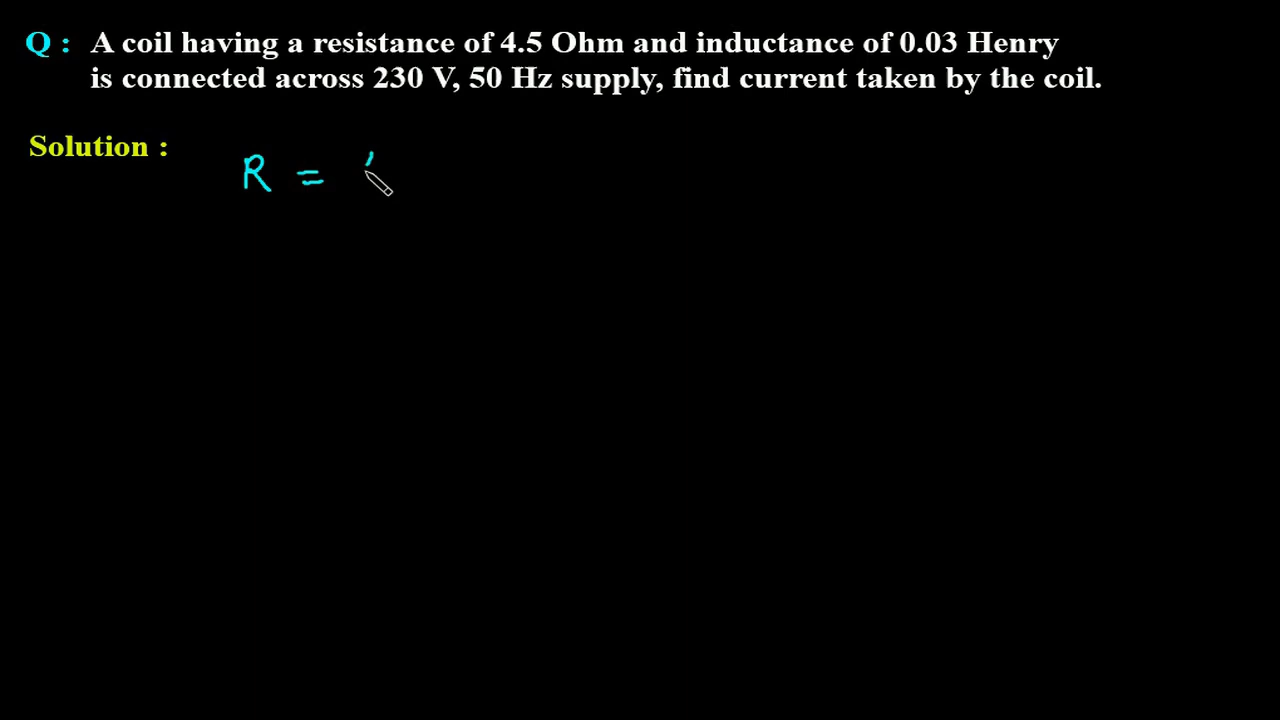 Q : A coil having a resistance of 4.5 Ohm and inductance of 0.03 Henry
is connected across 230 V, 50 Hz supply, find current taken by the coil.
Solution :
R =